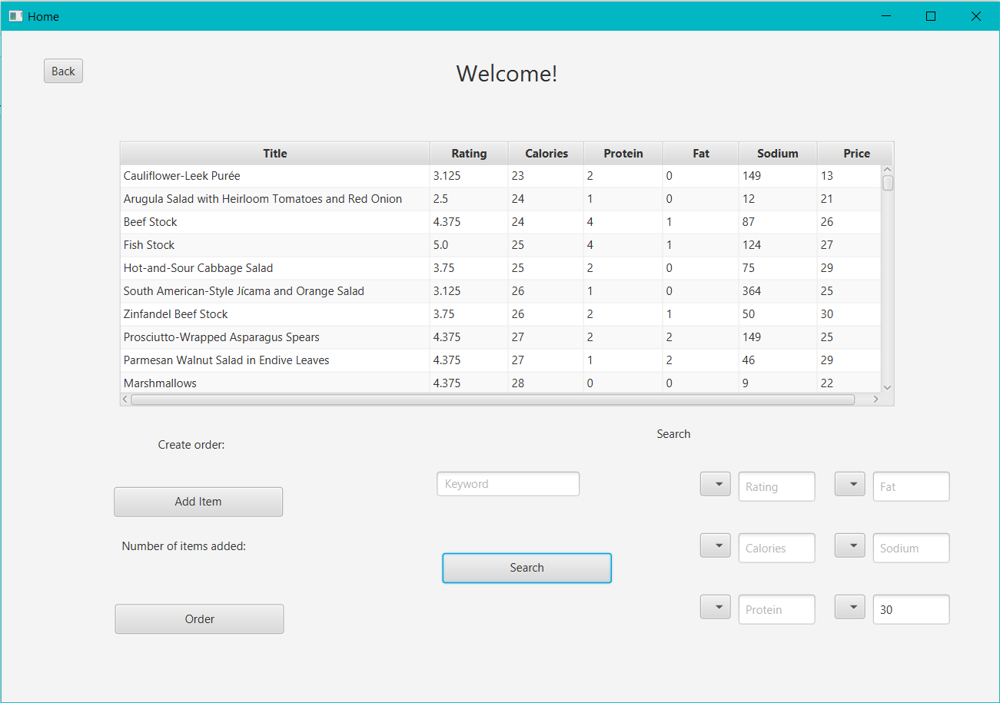 Home
Back
Welcome!
Title Rating Calories Protein Fat Sodium Price
Cauliflower-Leek Purée 3.125 23 2 0 149 13
Arugula Salad with Heirloom Tomatoes and Red Onion 2.5 24 1 0 12 21
Beef Stock 4.375 24 4 1 87 26
Fish Stock 5.0 25 4 1 124 27
Hot-and-Sour Cabbage Salad 3.75 25 2 0 75 29
South American-Style Jícama and Orange Salad 3.125 26 1 0 364 25
Zinfandel Beef Stock 3.75 26 2 1 50 30
Prosciutto-Wrapped Asparagus Spears 4.375 27 2 2 149 25
Parmesan Walnut Salad in Endive Leaves 4.375 27 1 2 46 29
Marshmallows 4.375 28 0 0 9 22
Search
Create order:
Keyword Rating Fat
Add Item
Number of items added: Calories Sodium
Search
Protein 30
Order